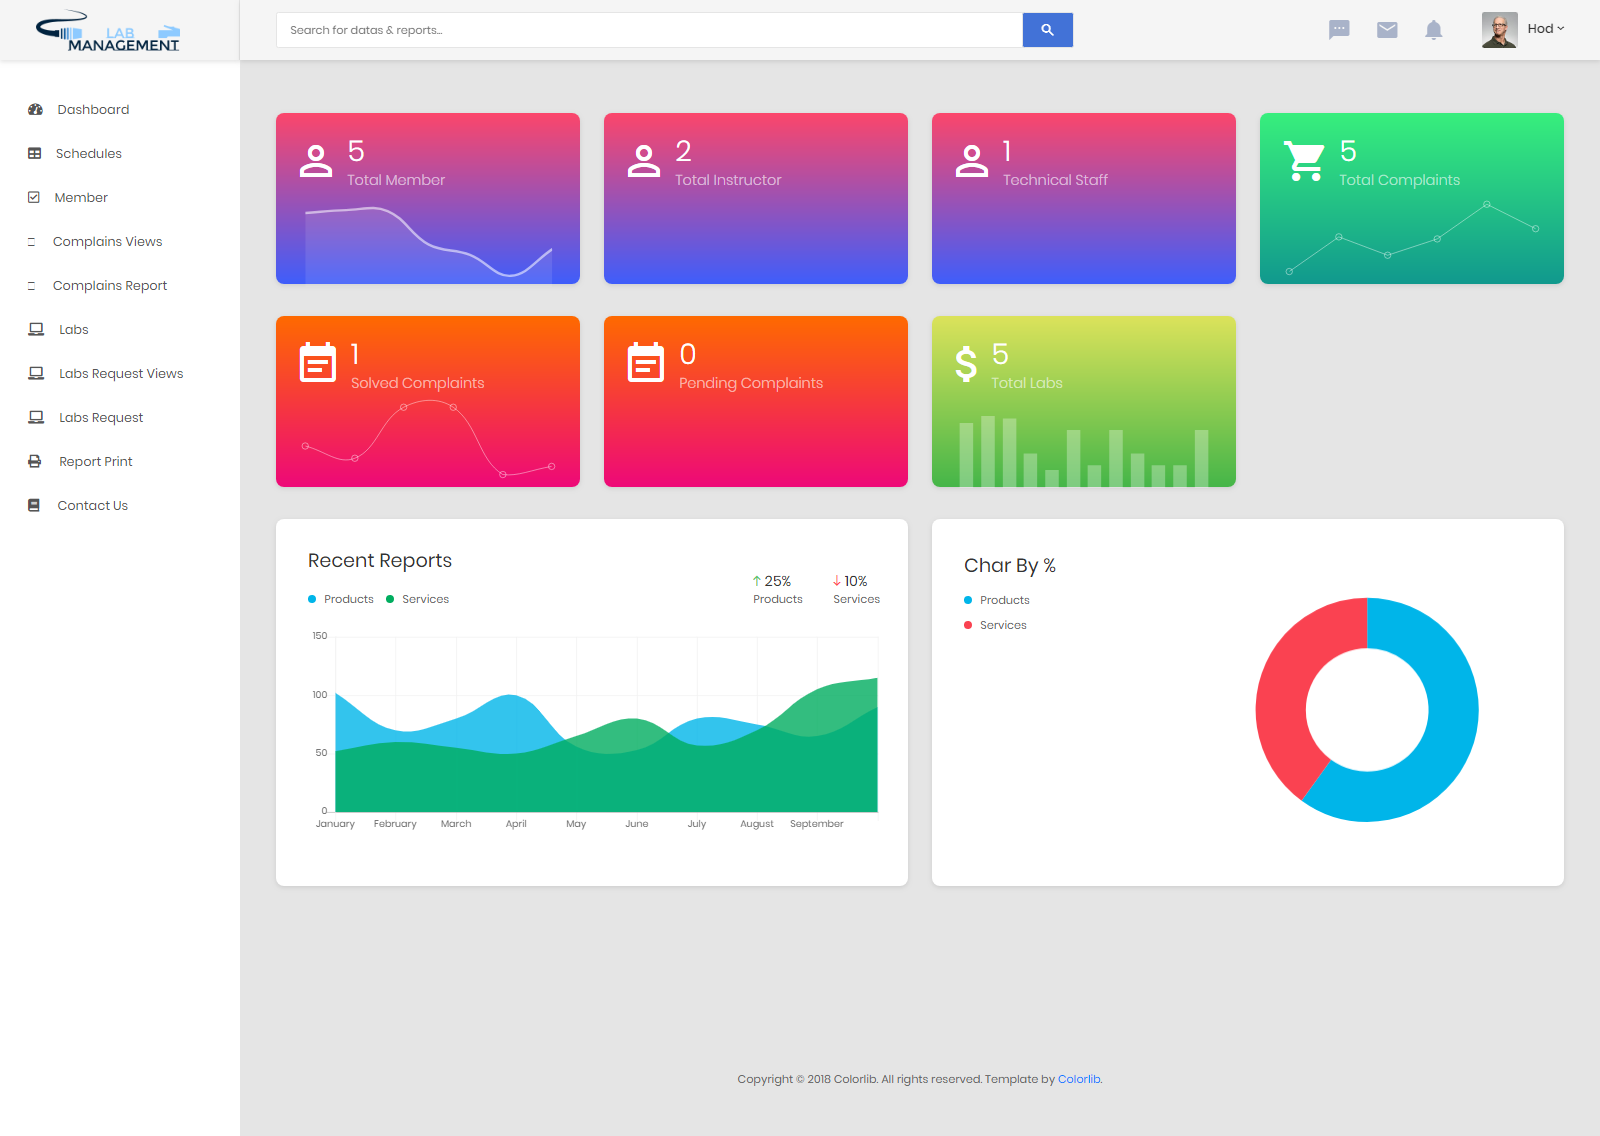 LAB
MANAGEMENT
Search for datas & reports...
Hod
Dashboard
Schedules
Member
Complains Views
Complains Report
Labs
Labs Request Views
Labs Request
Report Print
Contact Us
5
Total Member
2
Total Instructor
1
Technical Staff
5
Total Complaints
1
Solved Complaints
0
Pending Complaints
$ 5
Total Labs
Recent Reports
Products Services
↑ 25%
Products
↓ 10%
Services
150
100
50
0
January February March April May June July August September
Char By %
Products
Services
Copyright © 2018 Colorlib. All rights reserved. Template by Colorlib.